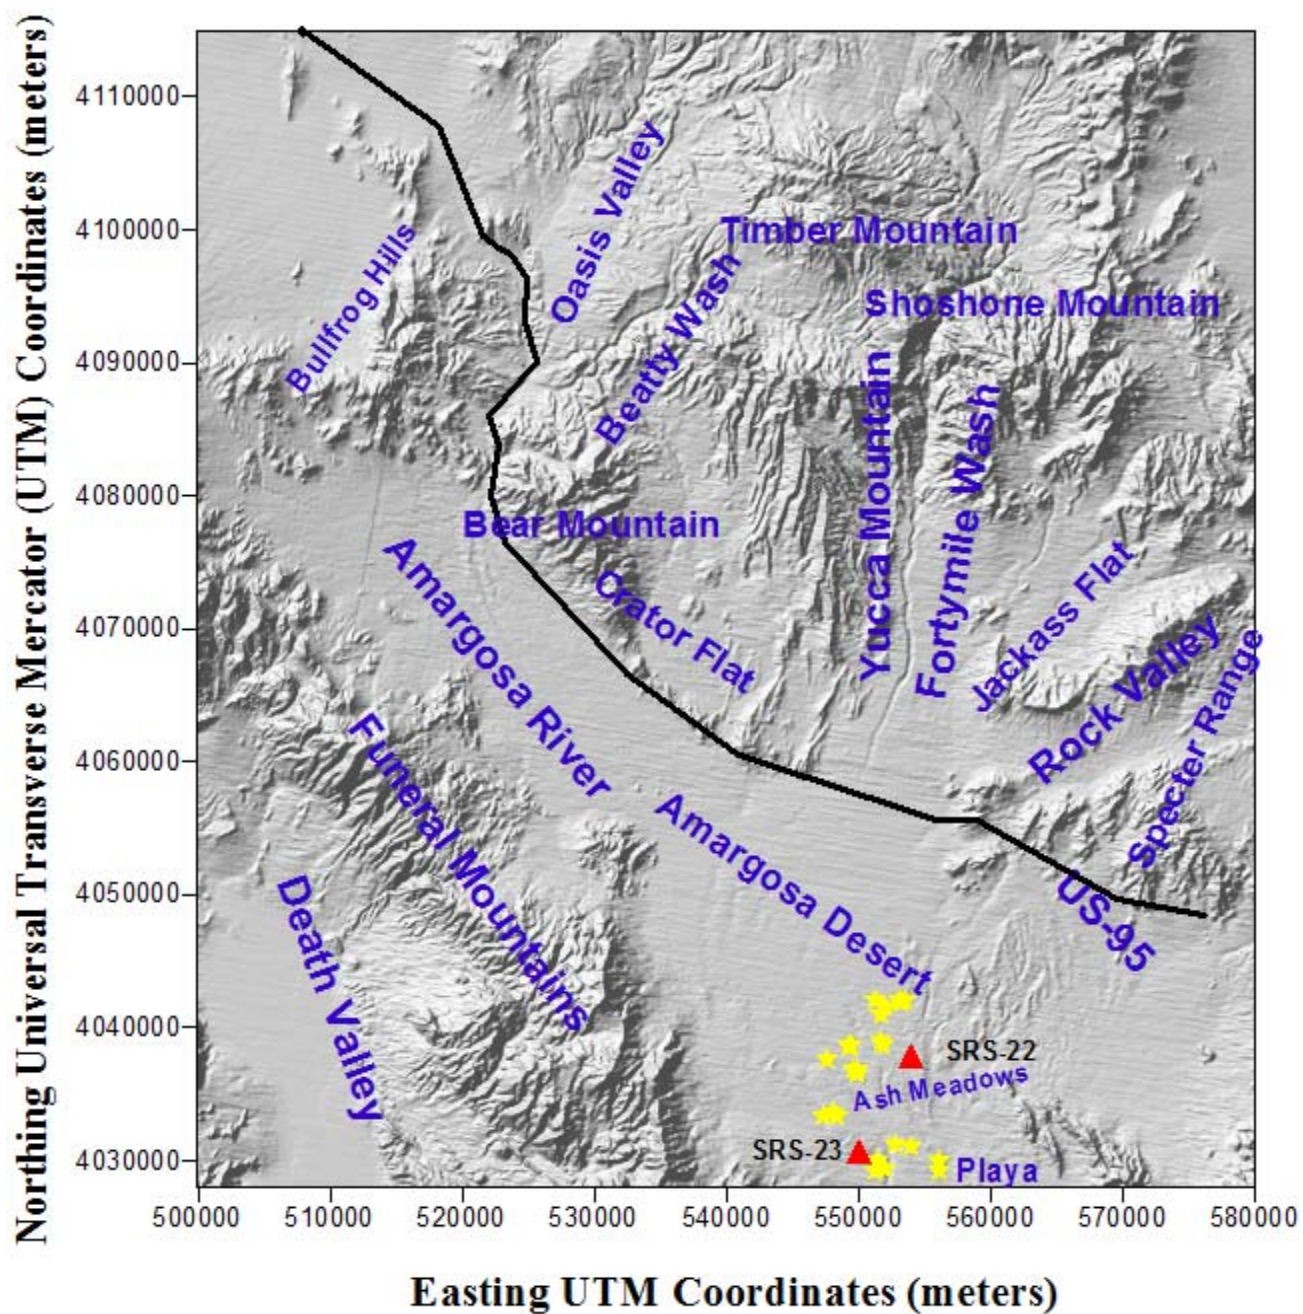 Northing Universal Transverse Mercator (UTM) Coordinates (meters)
4110000
4100000
4090000
4080000
4070000
4060000
4050000
4040000
4030000
Oasis Valley
Timber Mountain
Bullfrog Hills
Beatty Wash
Shoshone Mountain
Yucca Mountain
Fortymile Wash
Bear Mountain
Amargosa River
Crator Flat
Jackass Flat
Rock Valley
Specter Range
Funeral Mountains
Amargosa Desert
US-95
Death Valley
SRS-22
Ash Meadows
SRS-23
Playa
500000 510000 520000 530000 540000 550000 560000 570000 580000
Easting UTM Coordinates (meters)